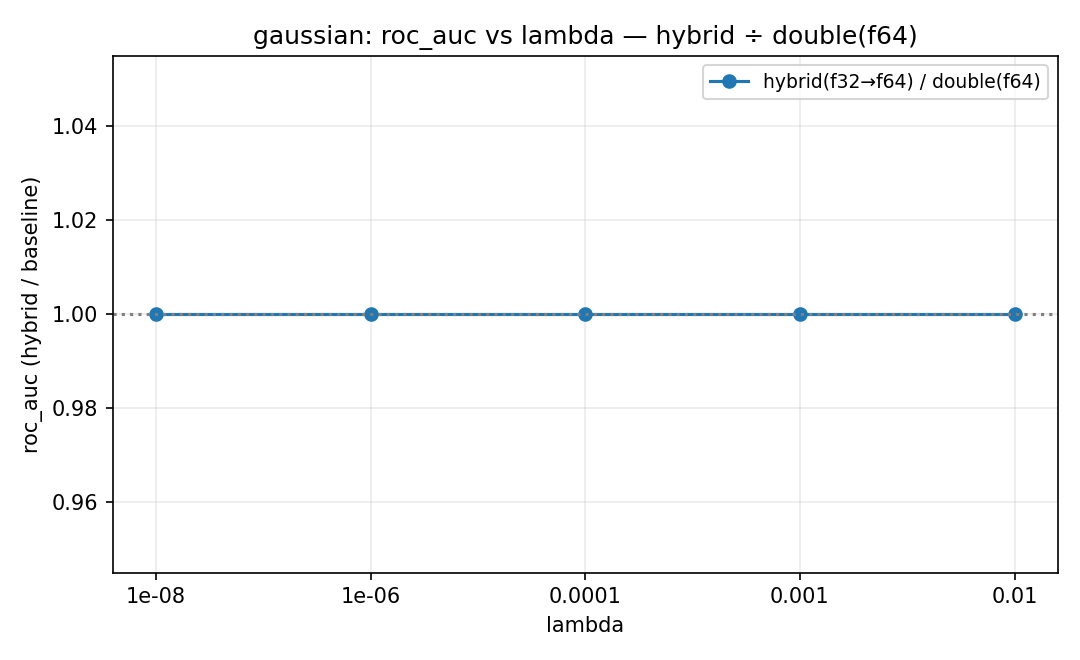 gaussian: roc_auc vs lambda — hybrid ÷ double(f64)
hybrid(f32→f64) / double(f64)
roc_auc (hybrid / baseline)
1.04
1.02
1.00
0.98
0.96
1e-08
1e-06
0.0001
0.001
0.01
lambda